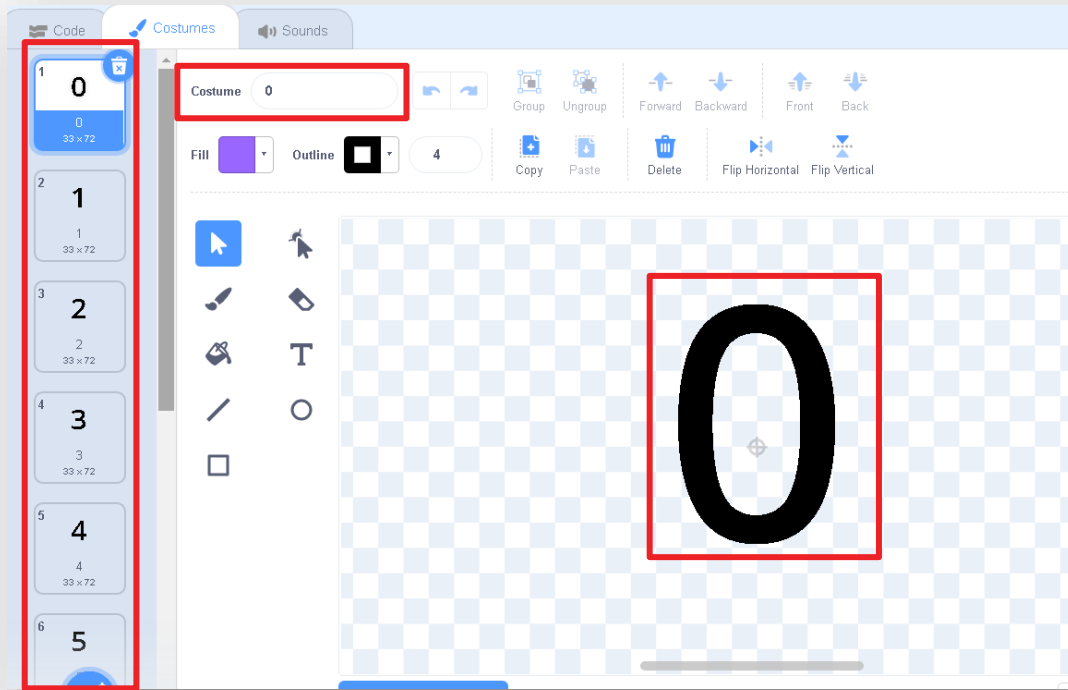 Code
Costumes
Sounds
1
0
0
33 × 72
2
1
1
33 × 72
3
2
2
33 × 72
4
3
3
33 × 72
5
4
4
33 × 72
6
5
Costume 0
Group
Ungroup
Forward
Backward
Front
Back
Fill
Outline
4
Copy
Paste
Delete
Flip Horizontal
Flip Vertical
T
0